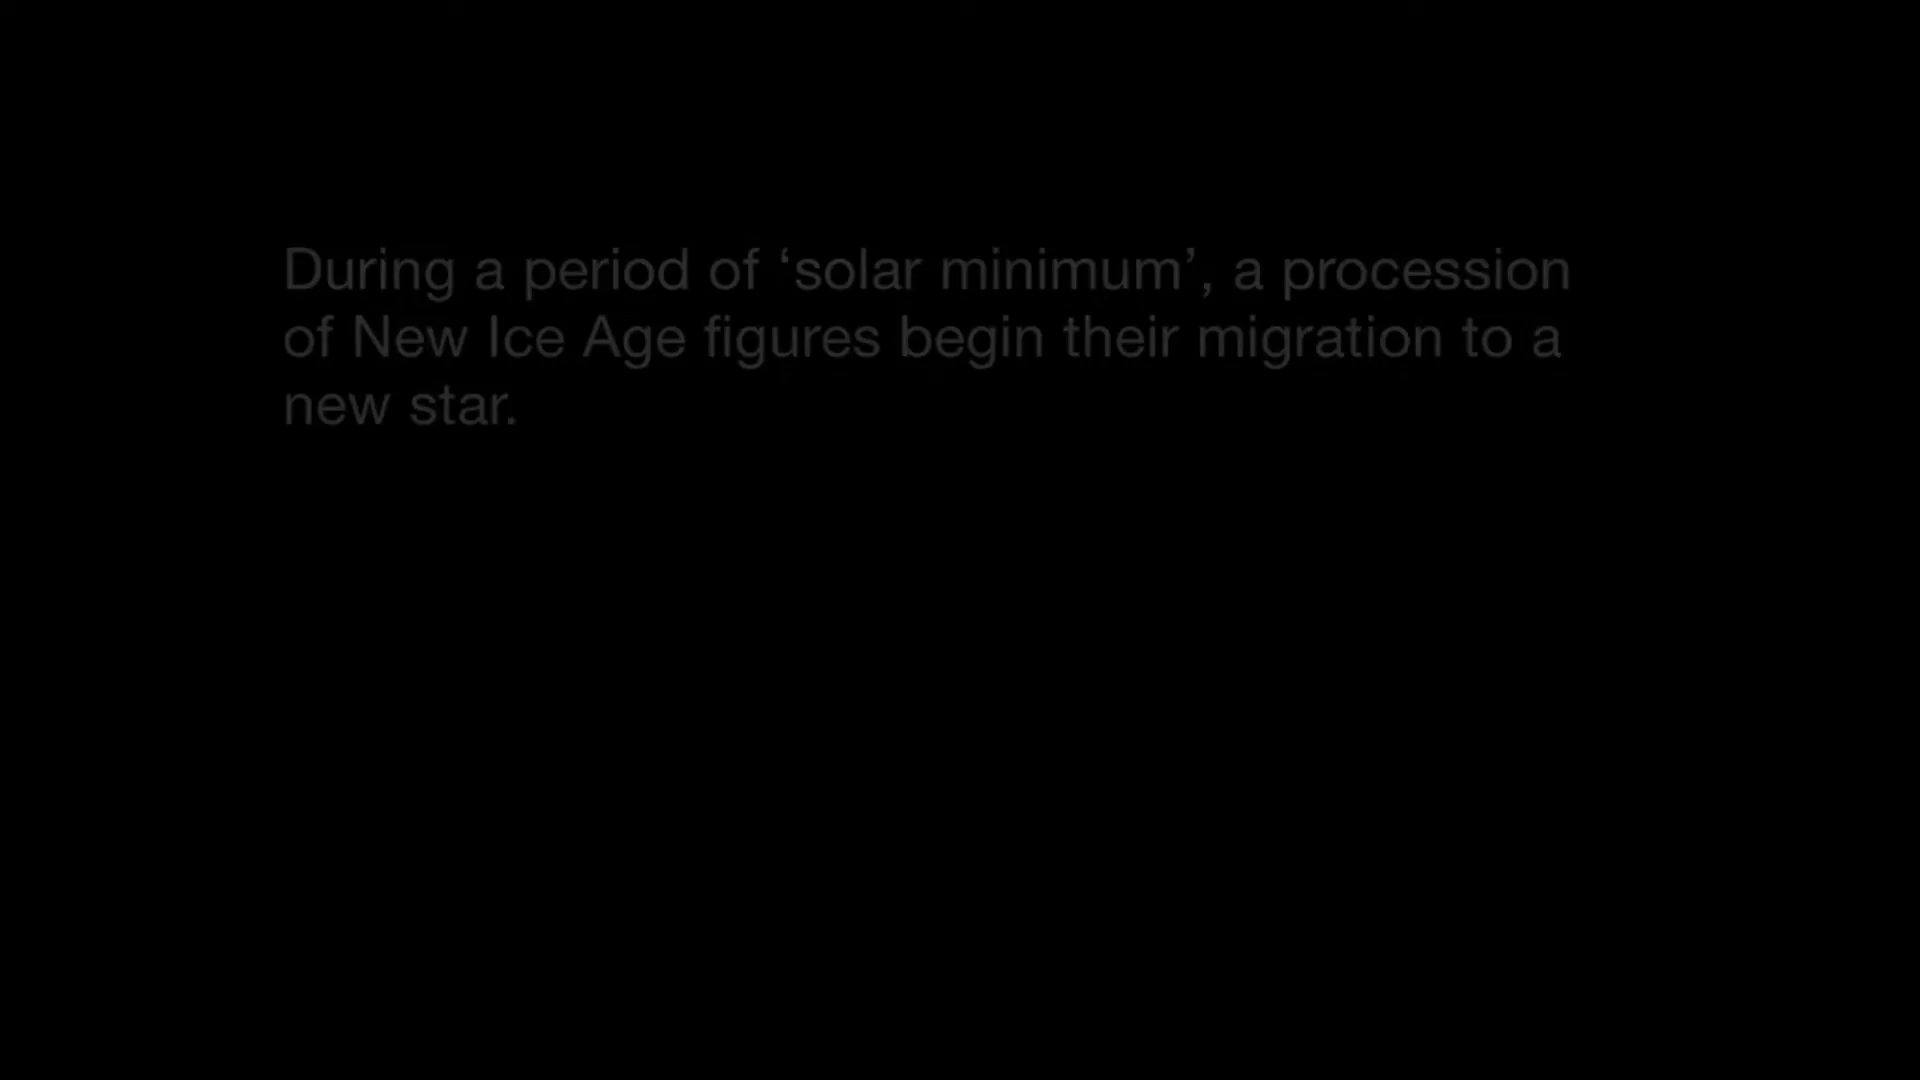 During a period of ‘solar minimum’, a procession
of New Ice Age figures begin their migration to a
new star.